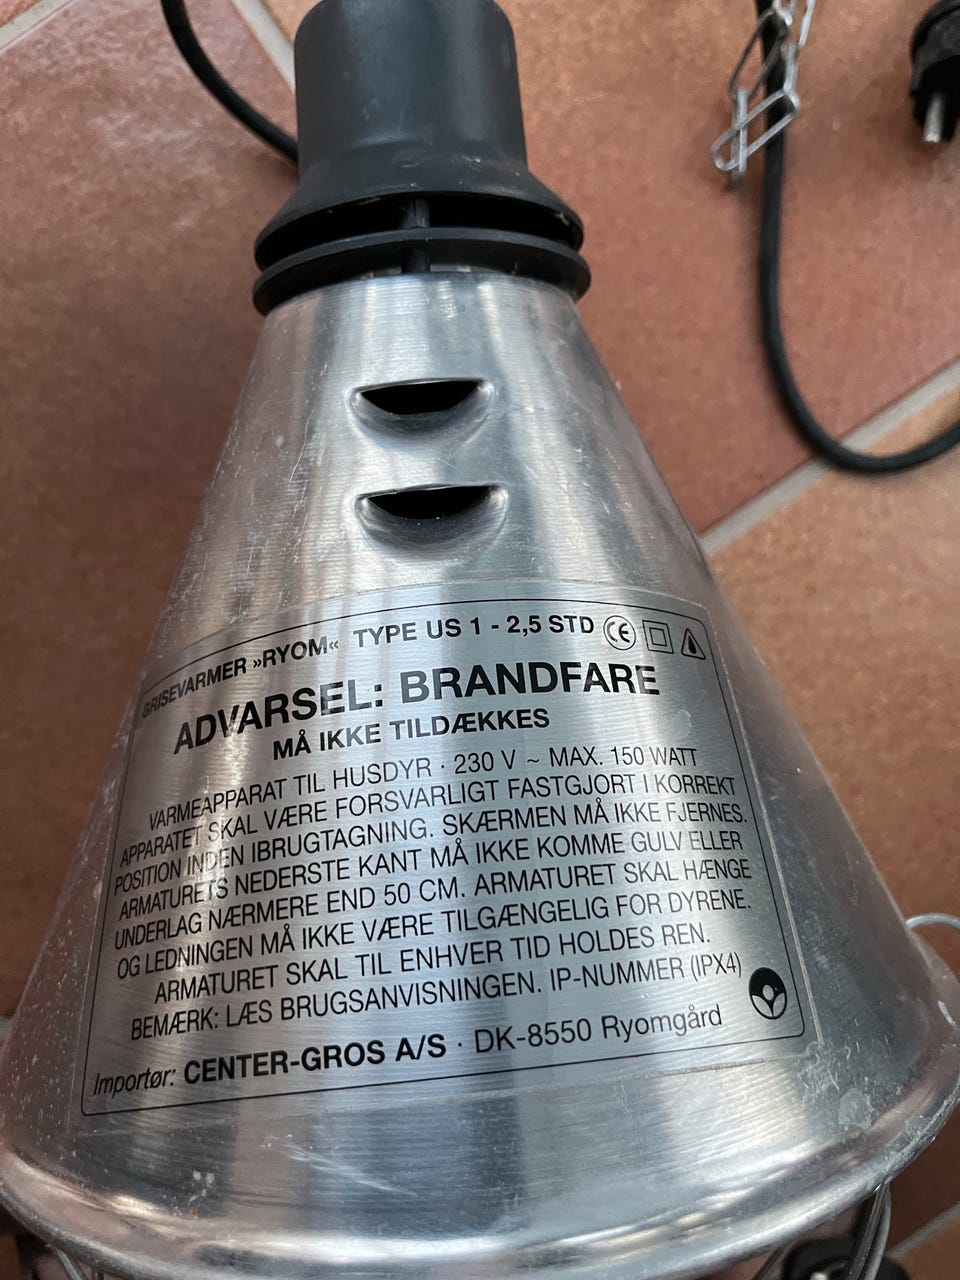 GRISEVARMER »RYOM« TYPE US 1 - 2,5 STD CE
ADVARSEL: BRANDFARE
MÅ IKKE TILDÆKKES
VARMEAPPARAT TIL HUSDYR · 230 V ~ MAX. 150 WATT
APPARATET SKAL VÆRE FORSVARLIGT FASTGJORT I KORREKT
POSITION INDEN IBRUGTAGNING. SKÆRMEN MÅ IKKE FJERNES.
ARMATURETS NEDERSTE KANT MÅ IKKE KOMME GULV ELLER
UNDERLAG NÆRMERE END 50 CM. ARMATURET SKAL HÆNGE
OG LEDNINGEN MÅ IKKE VÆRE TILGÆNGELIG FOR DYRENE.
ARMATURET SKAL TIL ENHVER TID HOLDES REN.
BEMÆRK: LÆS BRUGSANVISNINGEN. IP-NUMMER (IPX4)
Importør: CENTER-GROS A/S · DK-8550 Ryomgård